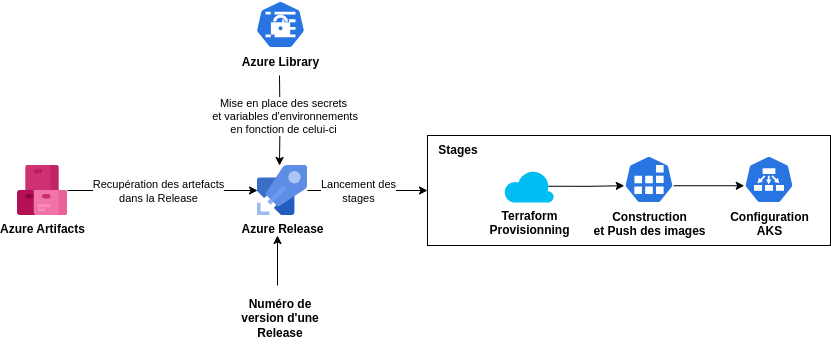 Azure Library
Mise en place des secrets
et variables d'environnements
en fonction de celui-ci
Stages
Recupération des artefacts
dans la Release
Lancement des
stages
Azure Artifacts
Azure Release
Terraform
Provisionning
Construction
et Push des images
Configuration
AKS
Numéro de
version d'une
Release